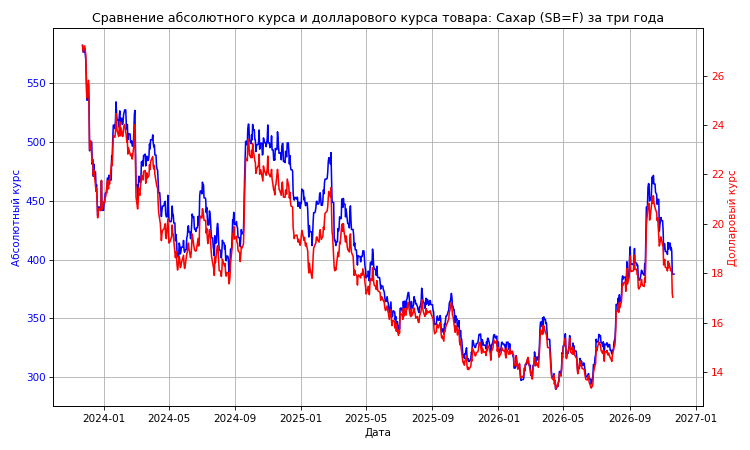 Сравнение абсолютного курса и долларового курса товара: Сахар (SB=F) за три года
Абсолютный курс
550
500
450
400
350
300
26
24
22
20
18
16
14
Долларовый курс
2024-01 2024-05 2024-09 2025-01 2025-05 2025-09 2026-01 2026-05 2026-09 2027-01
Дата